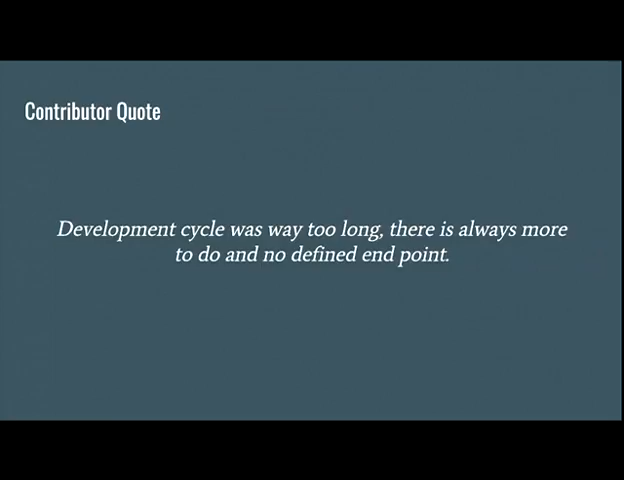 Contributor Quote
Development cycle was way too long, there is always more
to do and no defined end point.